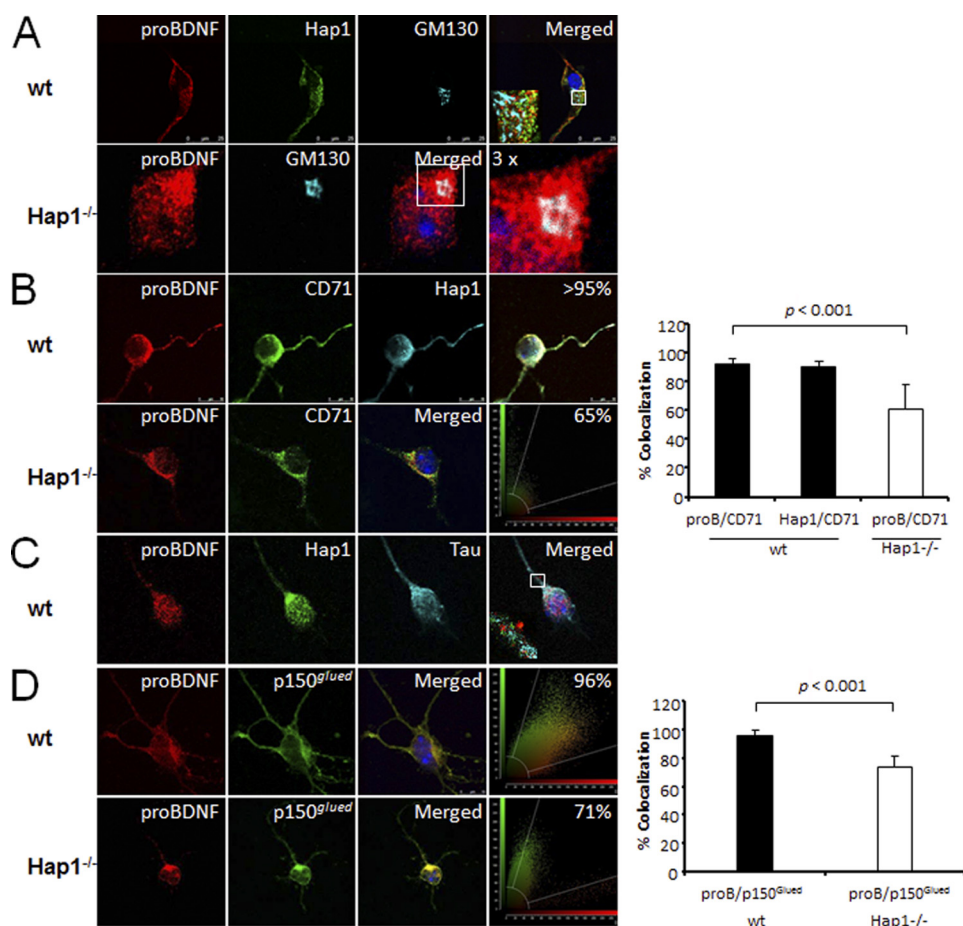 A
wt
proBDNF Hap1 GM130 Merged
Hap1-/-
proBDNF GM130 Merged 3 x
B
wt
proBDNF CD71 Hap1 >95%
Hap1-/-
proBDNF CD71 Merged 65%
p < 0.001
% Colocalization
120
100
80
60
40
20
0
proB/CD71 Hap1/CD71 proB/CD71
wt Hap1-/-
C
wt
proBDNF Hap1 Tau Merged
D
wt
proBDNF p150glued Merged 96%
Hap1-/-
proBDNF p150glued Merged 71%
p < 0.001
% Colocalization
120
100
80
60
40
20
0
proB/p150Glued proB/p150Glued
wt Hap1-/-